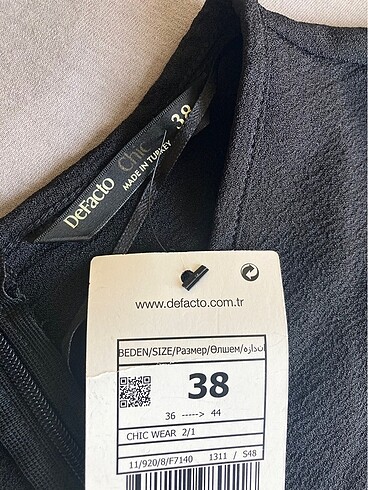 DeFacto Chic 38
MADE IN TURKEY
www.defacto.com.tr
BEDEN/SIZE/Размер/Өлшем/اندازه
38
36 -----> 44
CHIC WEAR 2/1
11/920/8/F7140 1311 / S48